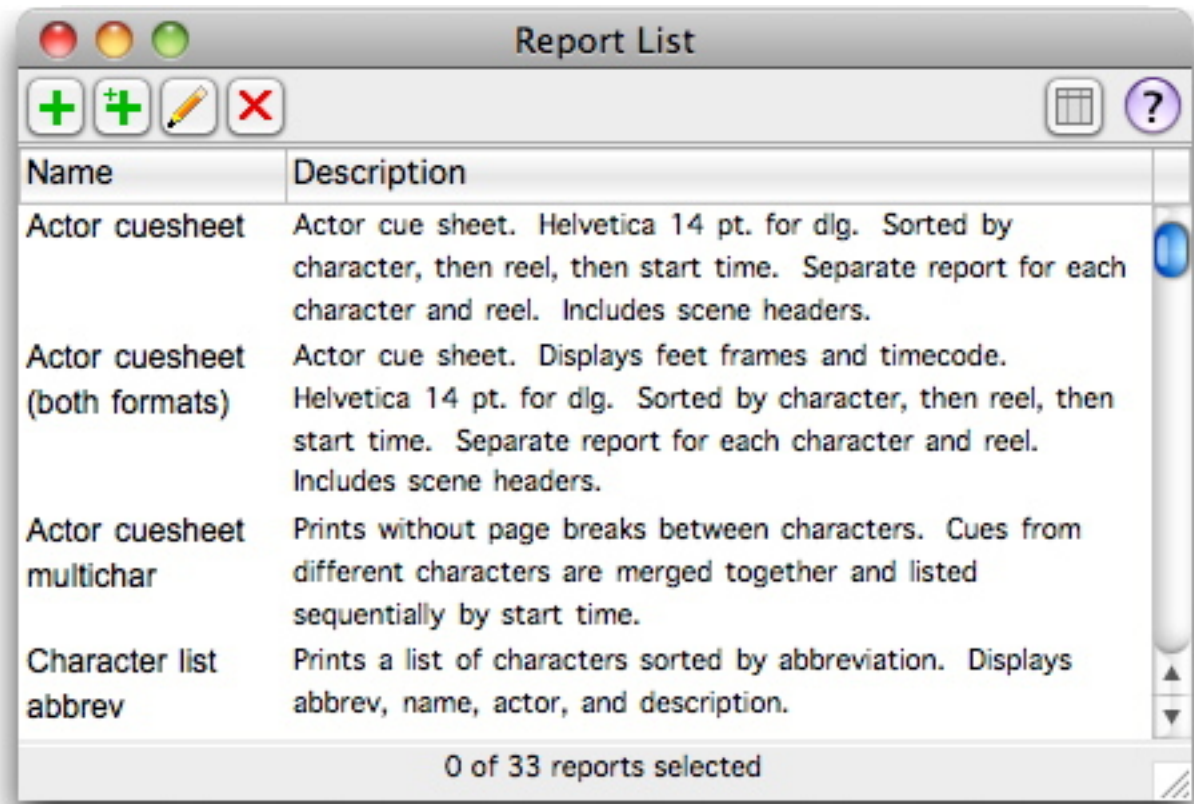 Report List
?
Name Description
Actor cuesheet Actor cue sheet. Helvetica 14 pt. for dlg. Sorted by
character, then reel, then start time. Separate report for each
character and reel. Includes scene headers.
Actor cuesheet Actor cue sheet. Displays feet frames and timecode.
(both formats) Helvetica 14 pt. for dlg. Sorted by character, then reel, then
start time. Separate report for each character and reel.
Includes scene headers.
Actor cuesheet Prints without page breaks between characters. Cues from
multichar different characters are merged together and listed
sequentially by start time.
Character list Prints a list of characters sorted by abbreviation. Displays
abbrev abbrev, name, actor, and description.
0 of 33 reports selected